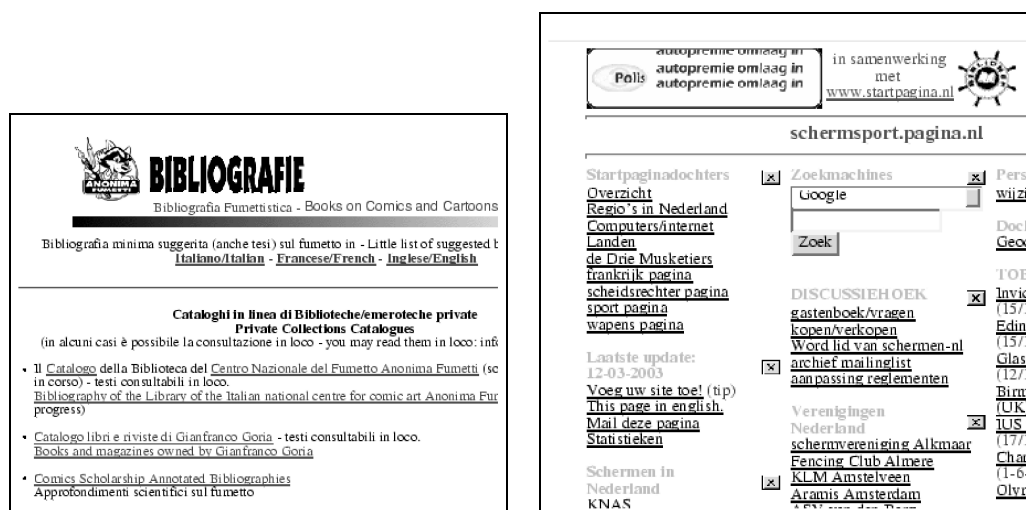 ANONIMA
FUMETTI
BIBLIOGRAFIE
Bibliografia Fumettistica - Books on Comics and Cartoons
Bibliografia minima suggerita (anche tesi) sul fumetto in - Little list of suggested
Italiano/Italian - Francese/French - Inglese/English
Cataloghi in linea di Biblioteche/emeroteche private
Private Collections Catalogues
(in alcuni casi è possibile la consultazione in loco - you may read them in loco:
• Il Catalogo della Biblioteca del Centro Nazionale del Fumetto Anonima Fumetti
in corso) - testi consultabili in loco.
Bibliography of the Library of the Italian national centre for comic art Anonima
progress)
• Catalogo libri e riviste di Gianfranco Goria - testi consultabili in loco.
Books and magazines owned by Gianfranco Goria
• Comics Scholarship Annotated Bibliographies
Approfondimenti scientifici sul fumetto
Polis
autopremie omlaag in
autopremie omlaag in
autopremie omlaag in
in samenwerking
met
www.startpagina.nl
schermsport.pagina.nl
Startpaginadochters
Overzicht
Regio's in Nederland
Computers/internet
Landen
de Drie Musketiers
frankrijk pagina
scheidsrechter pagina
sport pagina
wapens pagina
Laatste update:
12-03-2003
Voeg uw site toe! (tip)
This page in english.
Mail deze pagina
Statistieken
Schermen in
Nederland
KNAS
Zoekmachines
Google
Zoek
DISCUSSIEHOEK
gastenboek/vragen
kopen/verkopen
Word lid van schermen-nl
archief mailinglist
aanpassing reglementen
Verenigingen
Nederland
schermvereniging Alkmaar
Fencing Club Almere
KLM Amstelveen
Aramis Amsterdam
(UK